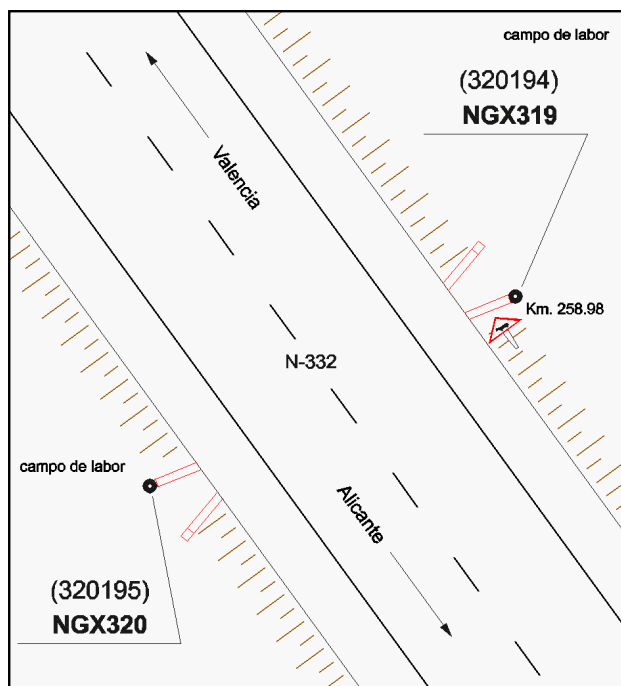 campo de labor
(320194)
NGX319
Valencia
Km. 258.98
N-332
campo de labor
Alicante
(320195)
NGX320